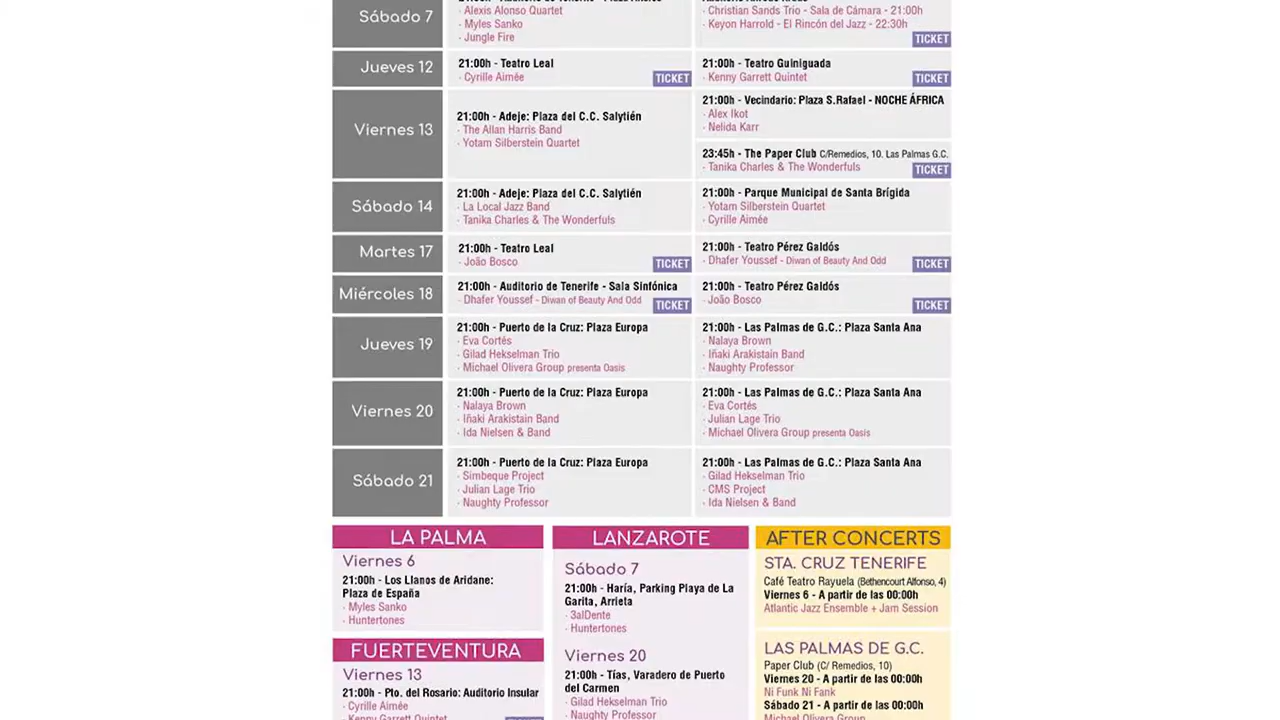 Sábado 7
· Alexis Alonso Quartet
· Myles Sanko
· Jungle Fire
· Christian Sands Trio - Sala de Cámara - 21:00h
· Keyon Harrold - El Rincón del Jazz - 22:30h
TICKET
Jueves 12
21:00h - Teatro Leal
· Cyrille Aimée
TICKET
21:00h - Teatro Guiniguada
· Kenny Garrett Quintet
TICKET
Viernes 13
21:00h - Adeje: Plaza del C.C. Salytién
· The Allan Harris Band
· Yotam Silberstein Quartet
21:00h - Vecindario: Plaza S.Rafael - NOCHE ÁFRICA
· Alex Ikot
· Nelida Karr
23:45h - The Paper Club C/Remedios, 10. Las Palmas G.C.
· Tanika Charles & The Wonderfuls
TICKET
Sábado 14
21:00h - Adeje: Plaza del C.C. Salytién
· La Local Jazz Band
· Tanika Charles & The Wonderfuls
21:00h - Parque Municipal de Santa Brígida
· Yotam Silberstein Quartet
· Cyrille Aimée
Martes 17
21:00h - Teatro Leal
· João Bosco
TICKET
21:00h - Teatro Pérez Galdós
· Dhafer Youssef - Diwan of Beauty And Odd
TICKET
Miércoles 18
21:00h - Auditorio de Tenerife - Sala Sinfónica
· Dhafer Youssef - Diwan of Beauty And Odd
TICKET
21:00h - Teatro Pérez Galdós
· João Bosco
TICKET
Jueves 19
21:00h - Puerto de la Cruz: Plaza Europa
· Eva Cortés
· Gilad Hekselman Trio
· Michael Olivera Group presenta Oasis
21:00h - Las Palmas de G.C.: Plaza Santa Ana
· Nalaya Brown
· Iñaki Arakistain Band
· Naughty Professor
Viernes 20
21:00h - Puerto de la Cruz: Plaza Europa
· Nalaya Brown
· Iñaki Arakistain Band
· Ida Nielsen & Band
21:00h - Las Palmas de G.C.: Plaza Santa Ana
· Eva Cortés
· Julian Lage Trio
· Michael Olivera Group presenta Oasis
Sábado 21
21:00h - Puerto de la Cruz: Plaza Europa
· Simbeque Project
· Julian Lage Trio
· Naughty Professor
21:00h - Las Palmas de G.C.: Plaza Santa Ana
· Gilad Hekselman Trio
· CMS Project
· Ida Nielsen & Band
LA PALMA
Viernes 6
21:00h - Los Llanos de Aridane:
Plaza de España
· Myles Sanko
· Huntertones
FUERTEVENTURA
Viernes 13
21:00h - Pto. del Rosario: Auditorio Insular
· Cyrille Aimée
· Kenny Garrett Quintet
LANZAROTE
Sábado 7
21:00h - Haría, Parking Playa de La
Garita, Arrieta
· 3alDente
· Huntertones
Viernes 20
21:00h - Tías, Varadero de Puerto
del Carmen
· Gilad Hekselman Trio
· Naughty Professor
AFTER CONCERTS
STA. CRUZ TENERIFE
Café Teatro Rayuela (Bethencourt Alfonso, 4)
Viernes 6 - A partir de las 00:00h
Atlantic Jazz Ensemble + Jam Session
LAS PALMAS DE G.C.
Paper Club (C/ Remedios, 10)
Viernes 20 - A partir de las 00:00h
Ni Funk Ni Fank
Sábado 21 - A partir de las 00:00h
Michael Olivera Group